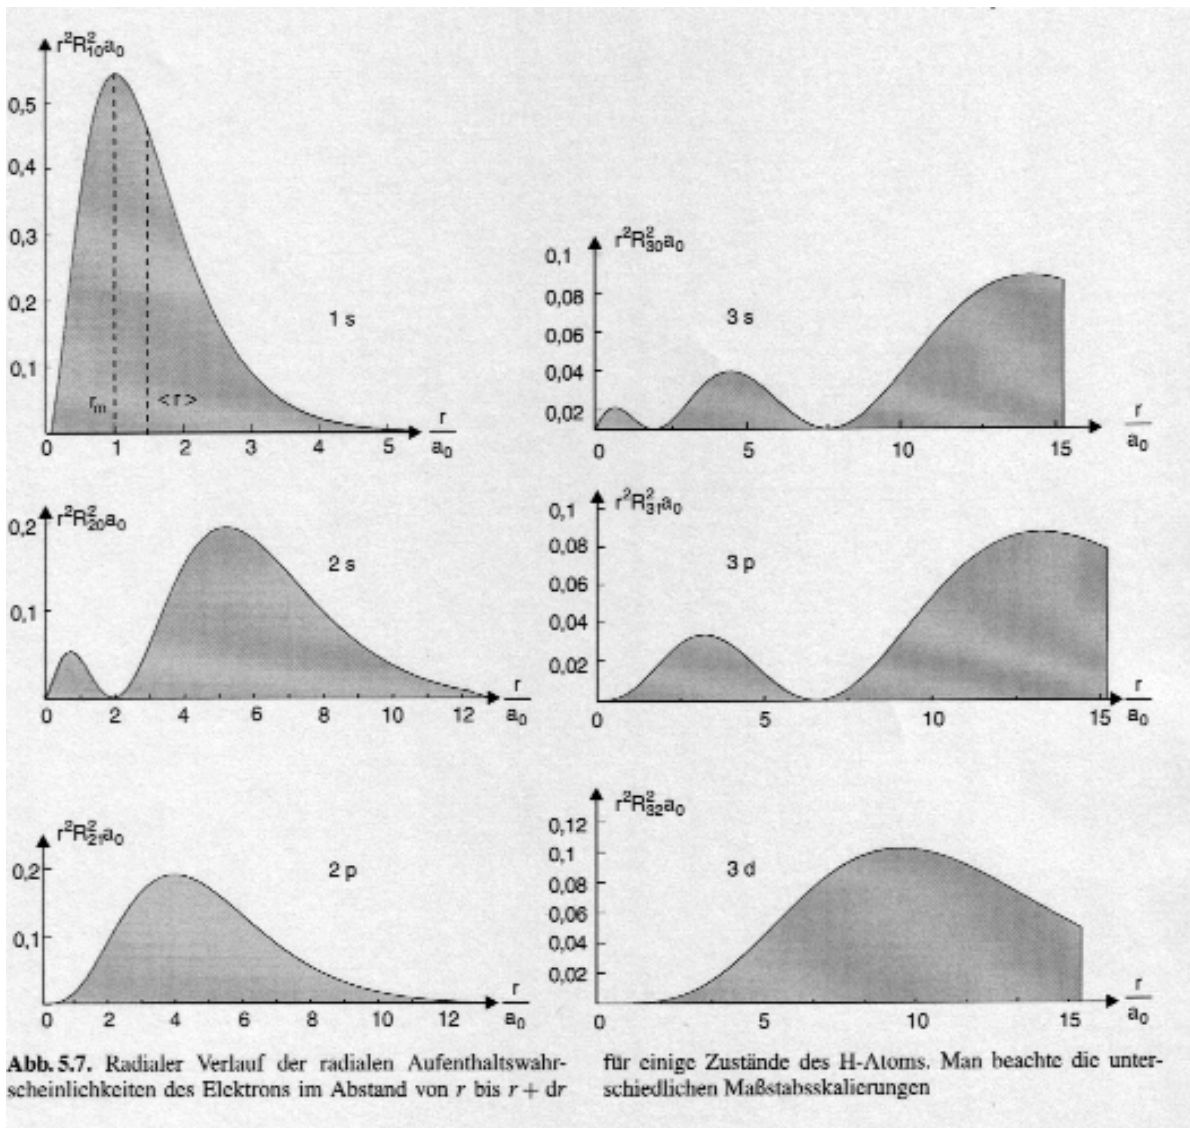 r²R²₁₀a₀
0,5
0,4
0,3
0,2
0,1
1 s
rₘ
<r>
0 1 2 3 4 5
r
a₀
r²R²₂₀a₀
0,2
0,1
2 s
0 2 4 6 8 10 12
r
a₀
r²R²₂₁a₀
0,2
0,1
2 p
0 2 4 6 8 10 12
r
a₀
r²R²₃₀a₀
0,1
0,08
0,06
0,04
0,02
3 s
0 5 10 15
r
a₀
r²R²₃₁a₀
0,1
0,08
0,06
0,04
0,02
3 p
0 5 10 15
r
a₀
r²R²₃₂a₀
0,12
0,1
0,08
0,06
0,04
0,02
3 d
0 5 10 15
r
a₀
Abb. 5.7. Radialer Verlauf der radialen Aufenthaltswahr-
scheinlichkeiten des Elektrons im Abstand von r bis r + dr
für einige Zustände des H-Atoms. Man beachte die unter-
schiedlichen Maßstabsskalierungen